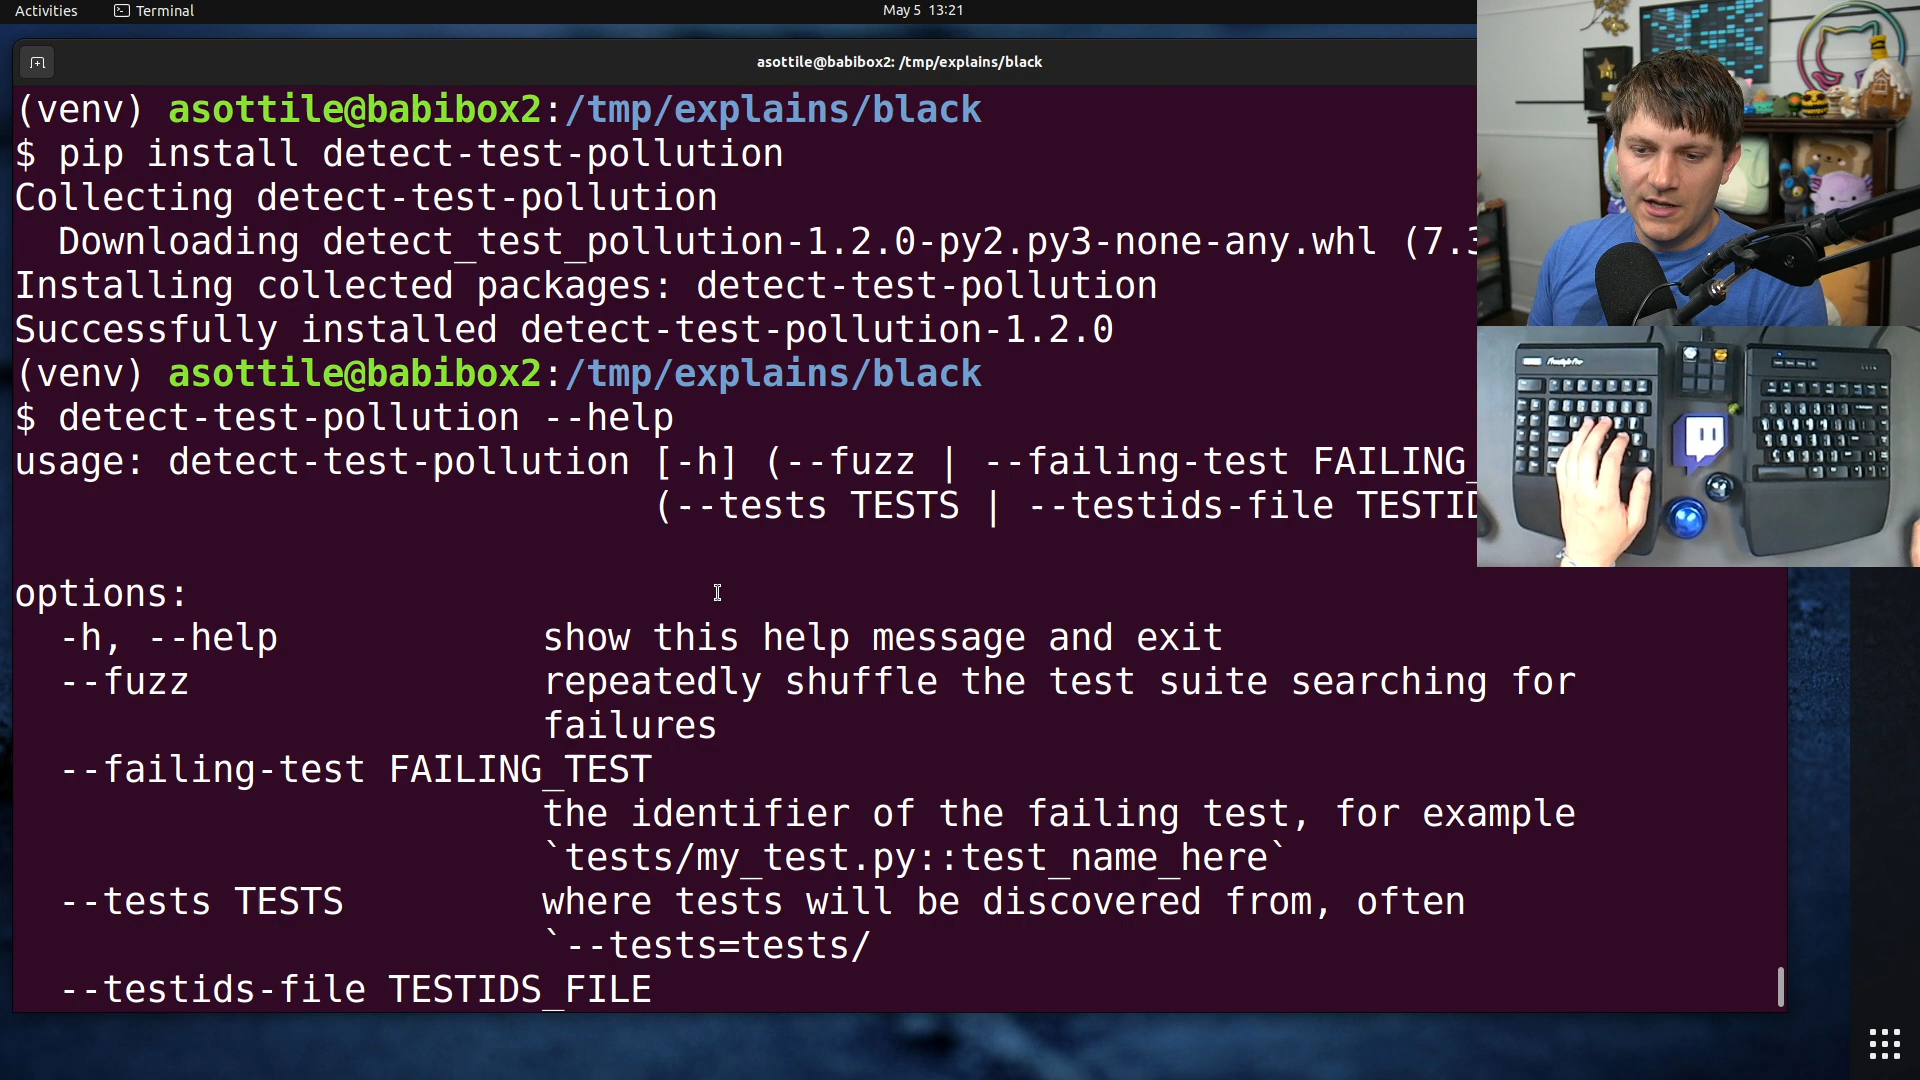 Activities
Terminal
May 5 13:21
asottile@babibox2: /tmp/explains/black
(venv) asottile@babibox2:/tmp/explains/black
$ pip install detect-test-pollution
Collecting detect-test-pollution
Downloading detect_test_pollution-1.2.0-py2.py3-none-any.whl (7.3
Installing collected packages: detect-test-pollution
Successfully installed detect-test-pollution-1.2.0
(venv) asottile@babibox2:/tmp/explains/black
$ detect-test-pollution --help
usage: detect-test-pollution [-h] (--fuzz | --failing-test FAILING_
(--tests TESTS | --testids-file TESTID
options:
-h, --help show this help message and exit
--fuzz repeatedly shuffle the test suite searching for
failures
--failing-test FAILING_TEST
the identifier of the failing test, for example
`tests/my_test.py::test_name_here`
--tests TESTS where tests will be discovered from, often
`--tests=tests/
--testids-file TESTIDS_FILE